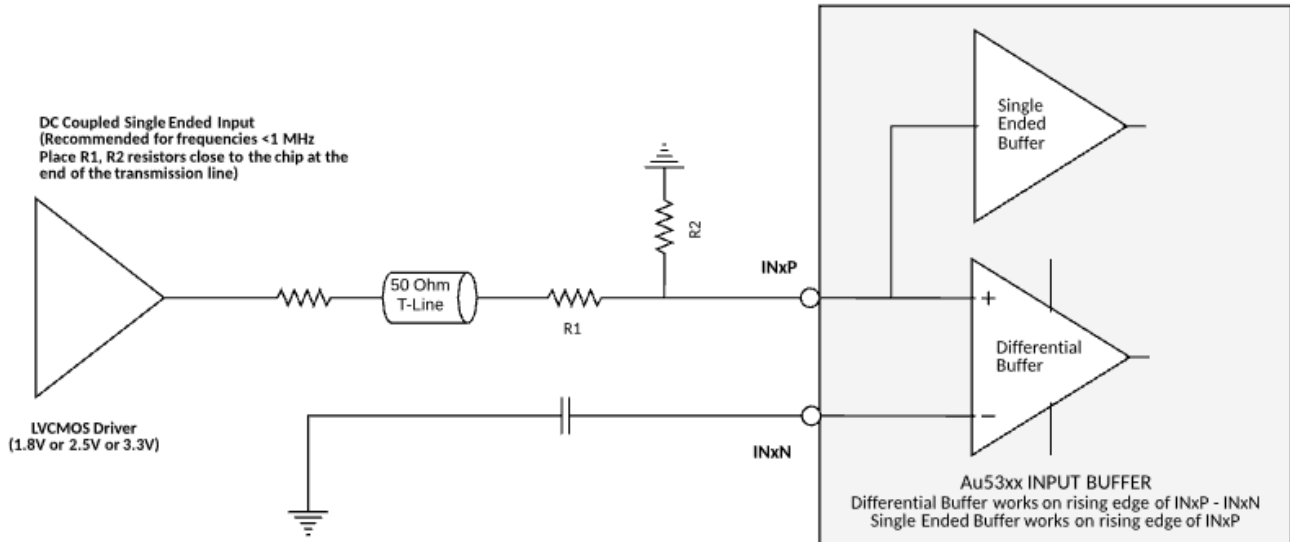 DC Coupled Single Ended Input
(Recommended for frequencies <1 MHz
Place R1, R2 resistors close to the chip at the
end of the transmission line)
LVCMOS Driver
(1.8V or 2.5V or 3.3V)
50 Ohm
T-Line
R1
R2
INxP
INxN
Single
Ended
Buffer
+
Differential
Buffer
−
Au53xx INPUT BUFFER
Differential Buffer works on rising edge of INxP - INxN
Single Ended Buffer works on rising edge of INxP